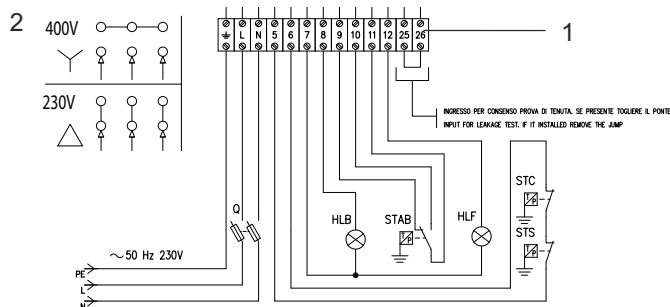 2
400V
230V
L N 5 6 7 8 9 10 11 12 25 26
1
INGRESSO PER CONSENSO PROVA DI TENUTA. SE PRESENTE TOGLIERE IL PONTE
INPUT FOR LEAKAGE TEST. IF IT INSTALLED REMOVE THE JUMP
STC
T/P
Q
HLB
STAB
HLF
T/P
STS
T/P
~ 50 Hz 230V
PE
L
N